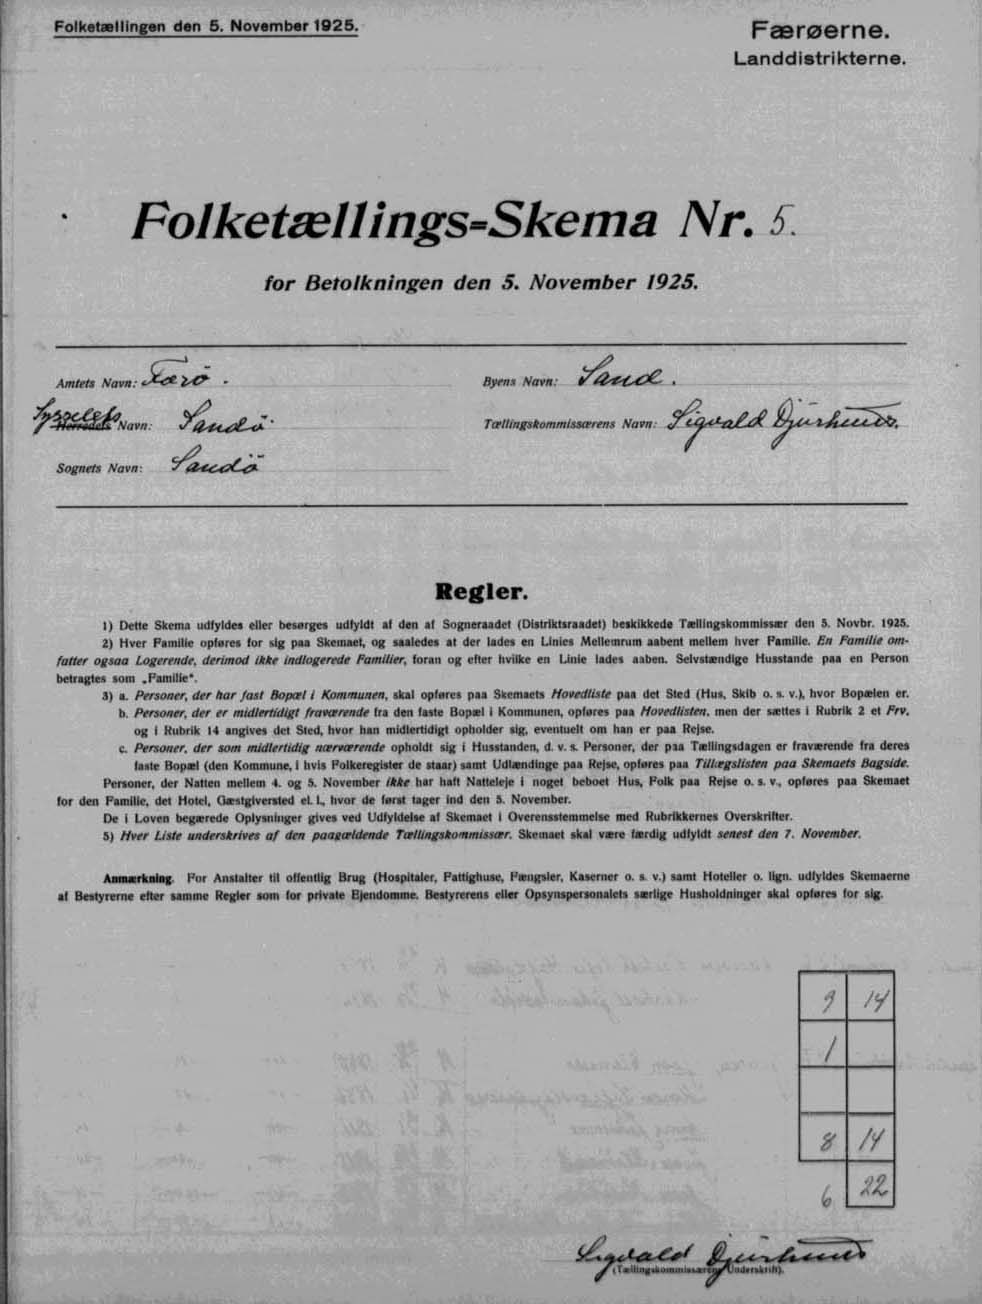 Folketællingen den 5. November 1925.
Færøerne.
Landdistrikterne.
Folketællings=Skema Nr. 5.
for Befolkningen den 5. November 1925.
Amtets Navn: Færö.
Byens Navn: Sand.
Sysselets
Herredets Navn: Sandö.
Tællingskommissærens Navn: Sigvald Djurhuus.
Sognets Navn: Sandö
Regler.
1) Dette Skema udfyldes eller besørges udfyldt af den af Sogneraadet (Distriktsraadet) beskikkede Tællingskommissær den 5. Novbr. 1925.
2) Hver Familie opføres for sig paa Skemaet, og saaledes at der lades en Linies Mellemrum aabent mellem hver Familie. En Familie om-
fatter ogsaa Logerende, derimod ikke indlogerede Familier, foran og efter hvilke en Linie lades aaben. Selvstændige Husstande paa en Person
betragtes som „Familie".
3) a. Personer, der har fast Bopæl i Kommunen, skal opføres paa Skemaets Hovedliste paa det Sted (Hus, Skib o. s. v.), hvor Bopælen er.
b. Personer, der er midlertidigt fraværende fra den faste Bopæl i Kommunen, opføres paa Hovedlisten, men der sættes i Rubrik 2 et Frv,
og i Rubrik 14 angives det Sted, hvor han midlertidigt opholder sig, eventuelt om han er paa Rejse.
c. Personer, der som midlertidig nærværende opholdt sig i Husstanden, d. v. s. Personer, der paa Tællingsdagen er fraværende fra deres
faste Bopæl (den Kommune, i hvis Folkeregister de staar) samt Udlændinge paa Rejse, opføres paa Tillægslisten paa Skemaets Bagside.
Personer, der Natten mellem 4. og 5. November ikke har haft Natteleje i noget beboet Hus, Folk paa Rejse o. s. v., opføres paa Skemaet
for den Familie, det Hotel, Gæstgiversted el. l., hvor de først tager ind den 5. November.
De i Loven begærede Oplysninger gives ved Udfyldelse af Skemaet i Overensstemmelse med Rubrikkernes Overskrifter.
5) Hver Liste underskrives af den paagældende Tællingskommissær. Skemaet skal være færdig udfyldt senest den 7. November.
Anmærkning. For Anstalter til offentlig Brug (Hospitaler, Fattighuse, Fængsler, Kaserner o. s. v.) samt Hoteller o. lign. udfyldes Skemaerne
af Bestyrerne efter samme Regler som for private Ejendomme. Bestyrerens eller Opsynspersonalets særlige Husholdninger skal opføres for sig.
9 14
1
8 14
6 22
Sigvald Djurhuus
(Tællingskommissærens Underskrift).